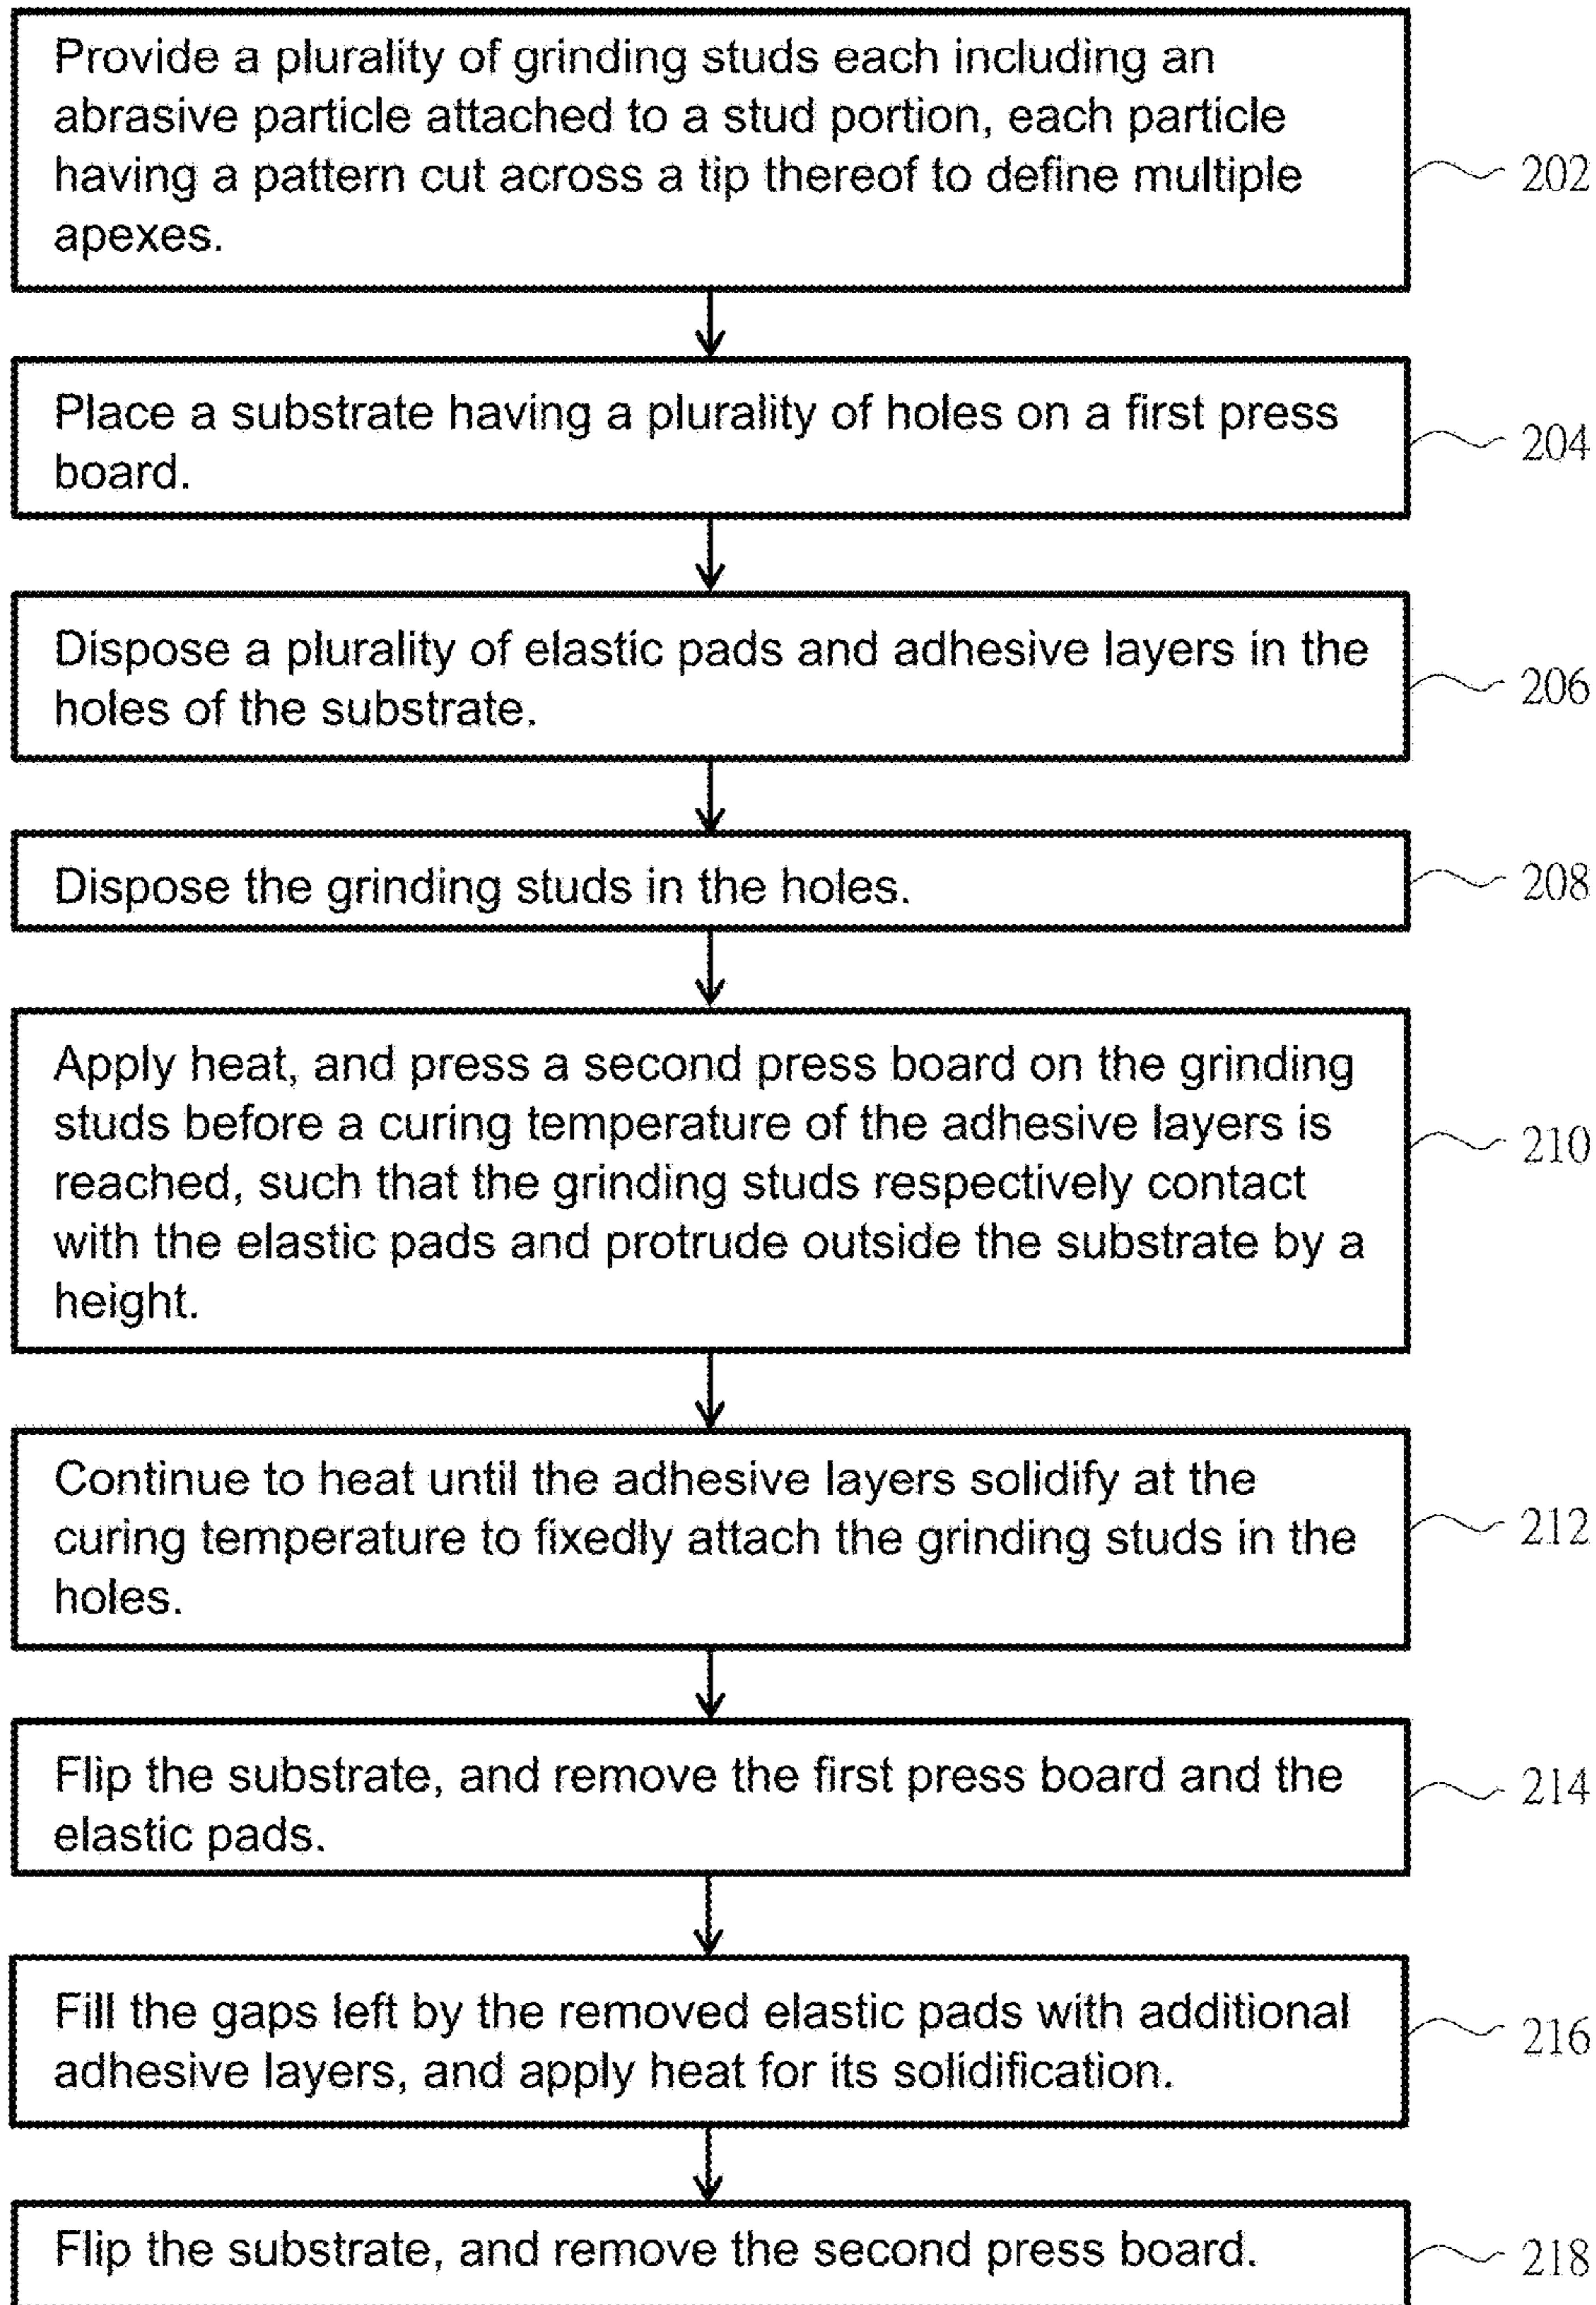 Provide a plurality of grinding studs each including an
abrasive particle attached to a stud portion, each particle
having a pattern cut across a tip thereof to define multiple
apexes.
202
Place a substrate having a plurality of holes on a first press
board.
204
Dispose a plurality of elastic pads and adhesive layers in the
holes of the substrate.
206
Dispose the grinding studs in the holes.
208
Apply heat, and press a second press board on the grinding
studs before a curing temperature of the adhesive layers is
reached, such that the grinding studs respectively contact
with the elastic pads and protrude outside the substrate by a
height.
210
Continue to heat until the adhesive layers solidify at the
curing temperature to fixedly attach the grinding studs in the
holes.
212
Flip the substrate, and remove the first press board and the
elastic pads.
214
Fill the gaps left by the removed elastic pads with additional
adhesive layers, and apply heat for its solidification.
216
Flip the substrate, and remove the second press board.
218